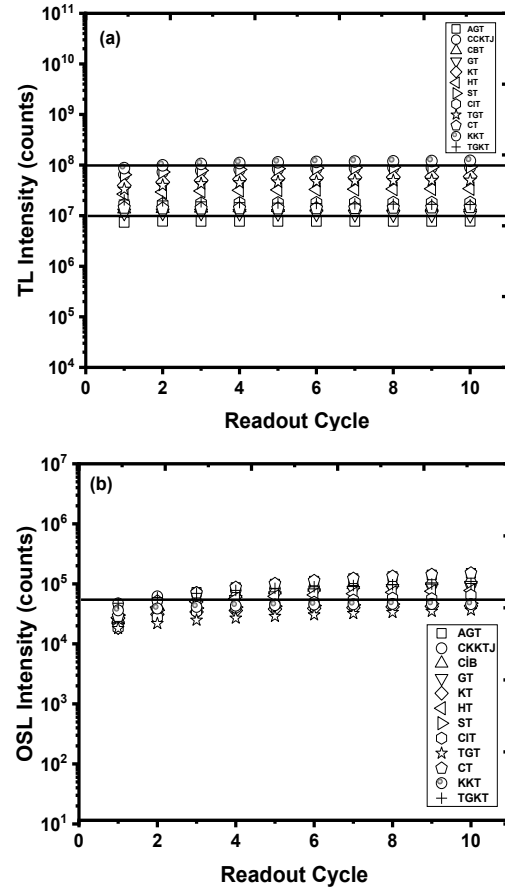 (a)
10¹¹
10¹⁰
10⁹
10⁸
10⁷
10⁶
10⁵
10⁴
TL Intensity (counts)
AGT
CCKTJ
CBT
GT
KT
HT
ST
CIT
TGT
CT
KKT
TGKT
0 2 4 6 8 10
Readout Cycle
(b)
10⁷
10⁶
10⁵
10⁴
10³
10²
10¹
OSL Intensity (counts)
AGT
CKKTJ
CİB
GT
KT
HT
ST
CIT
TGT
CT
KKT
TGKT
0 2 4 6 8 10
Readout Cycle